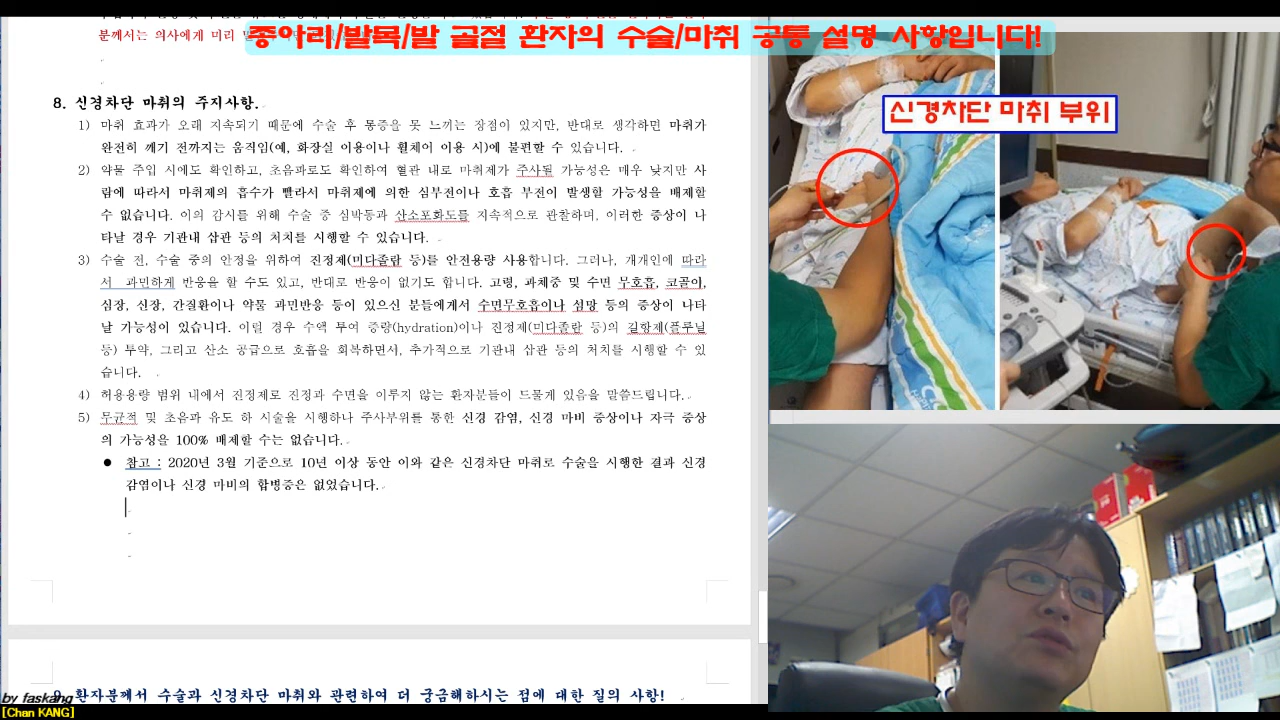 종아리/발목/발 골절 환자의 수술/마취 공통 설명 사항입니다!
분께서는 의사에게 미리
8. 신경차단 마취의 주지사항.
1) 마취 효과가 오래 지속되기 때문에 수술 후 통증을 못 느끼는 장점이 있지만, 반대로 생각하면 마취가
완전히 깨기 전까지는 움직임(예, 화장실 이용이나 휠체어 이용 시)에 불편할 수 있습니다.
2) 약물 주입 시에도 확인하고, 초음파로도 확인하여 혈관 내로 마취제가 주사될 가능성은 매우 낮지만 사
람에 따라서 마취제의 흡수가 빨라서 마취제에 의한 심부전이나 호흡 부전이 발생할 가능성을 배제할
수 없습니다. 이의 감시를 위해 수술 중 심박동과 산소포화도를 지속적으로 관찰하며, 이러한 증상이 나
타날 경우 기관내 삽관 등의 처치를 시행할 수 있습니다.
3) 수술 전, 수술 중의 안정을 위하여 진정제(미다졸람 등)를 안전용량 사용합니다. 그러나, 개개인에 따라
서 과민하게 반응을 할 수도 있고, 반대로 반응이 없기도 합니다. 고령, 과체중 및 수면 무호흡, 코골이,
심장, 신장, 간질환이나 약물 과민반응 등이 있으신 분들에게서 수면무호흡이나 섬망 등의 증상이 나타
날 가능성이 있습니다. 이럴 경우 수액 투여 증량(hydration)이나 진정제(미다졸람 등)의 길항제(플루닐
등) 투약, 그리고 산소 공급으로 호흡을 회복하면서, 추가적으로 기관내 삽관 등의 처치를 시행할 수 있
습니다.
4) 허용용량 범위 내에서 진정제로 진정과 수면을 이루지 않는 환자분들이 드물게 있음을 말씀드립니다.
5) 무균적 및 초음파 유도 하 시술을 시행하나 주사부위를 통한 신경 감염, 신경 마비 증상이나 자극 증상
의 가능성을 100% 배제할 수는 없습니다.
● 참고 : 2020년 3월 기준으로 10년 이상 동안 이와 같은 신경차단 마취로 수술을 시행한 결과 신경
감염이나 신경 마비의 합병증은 없었습니다.
9. 환자분께서 수술과 신경차단 마취와 관련하여 더 궁금해하시는 점에 대한 질의 사항!
by faskang
[Chan KANG]
신경차단 마취 부위